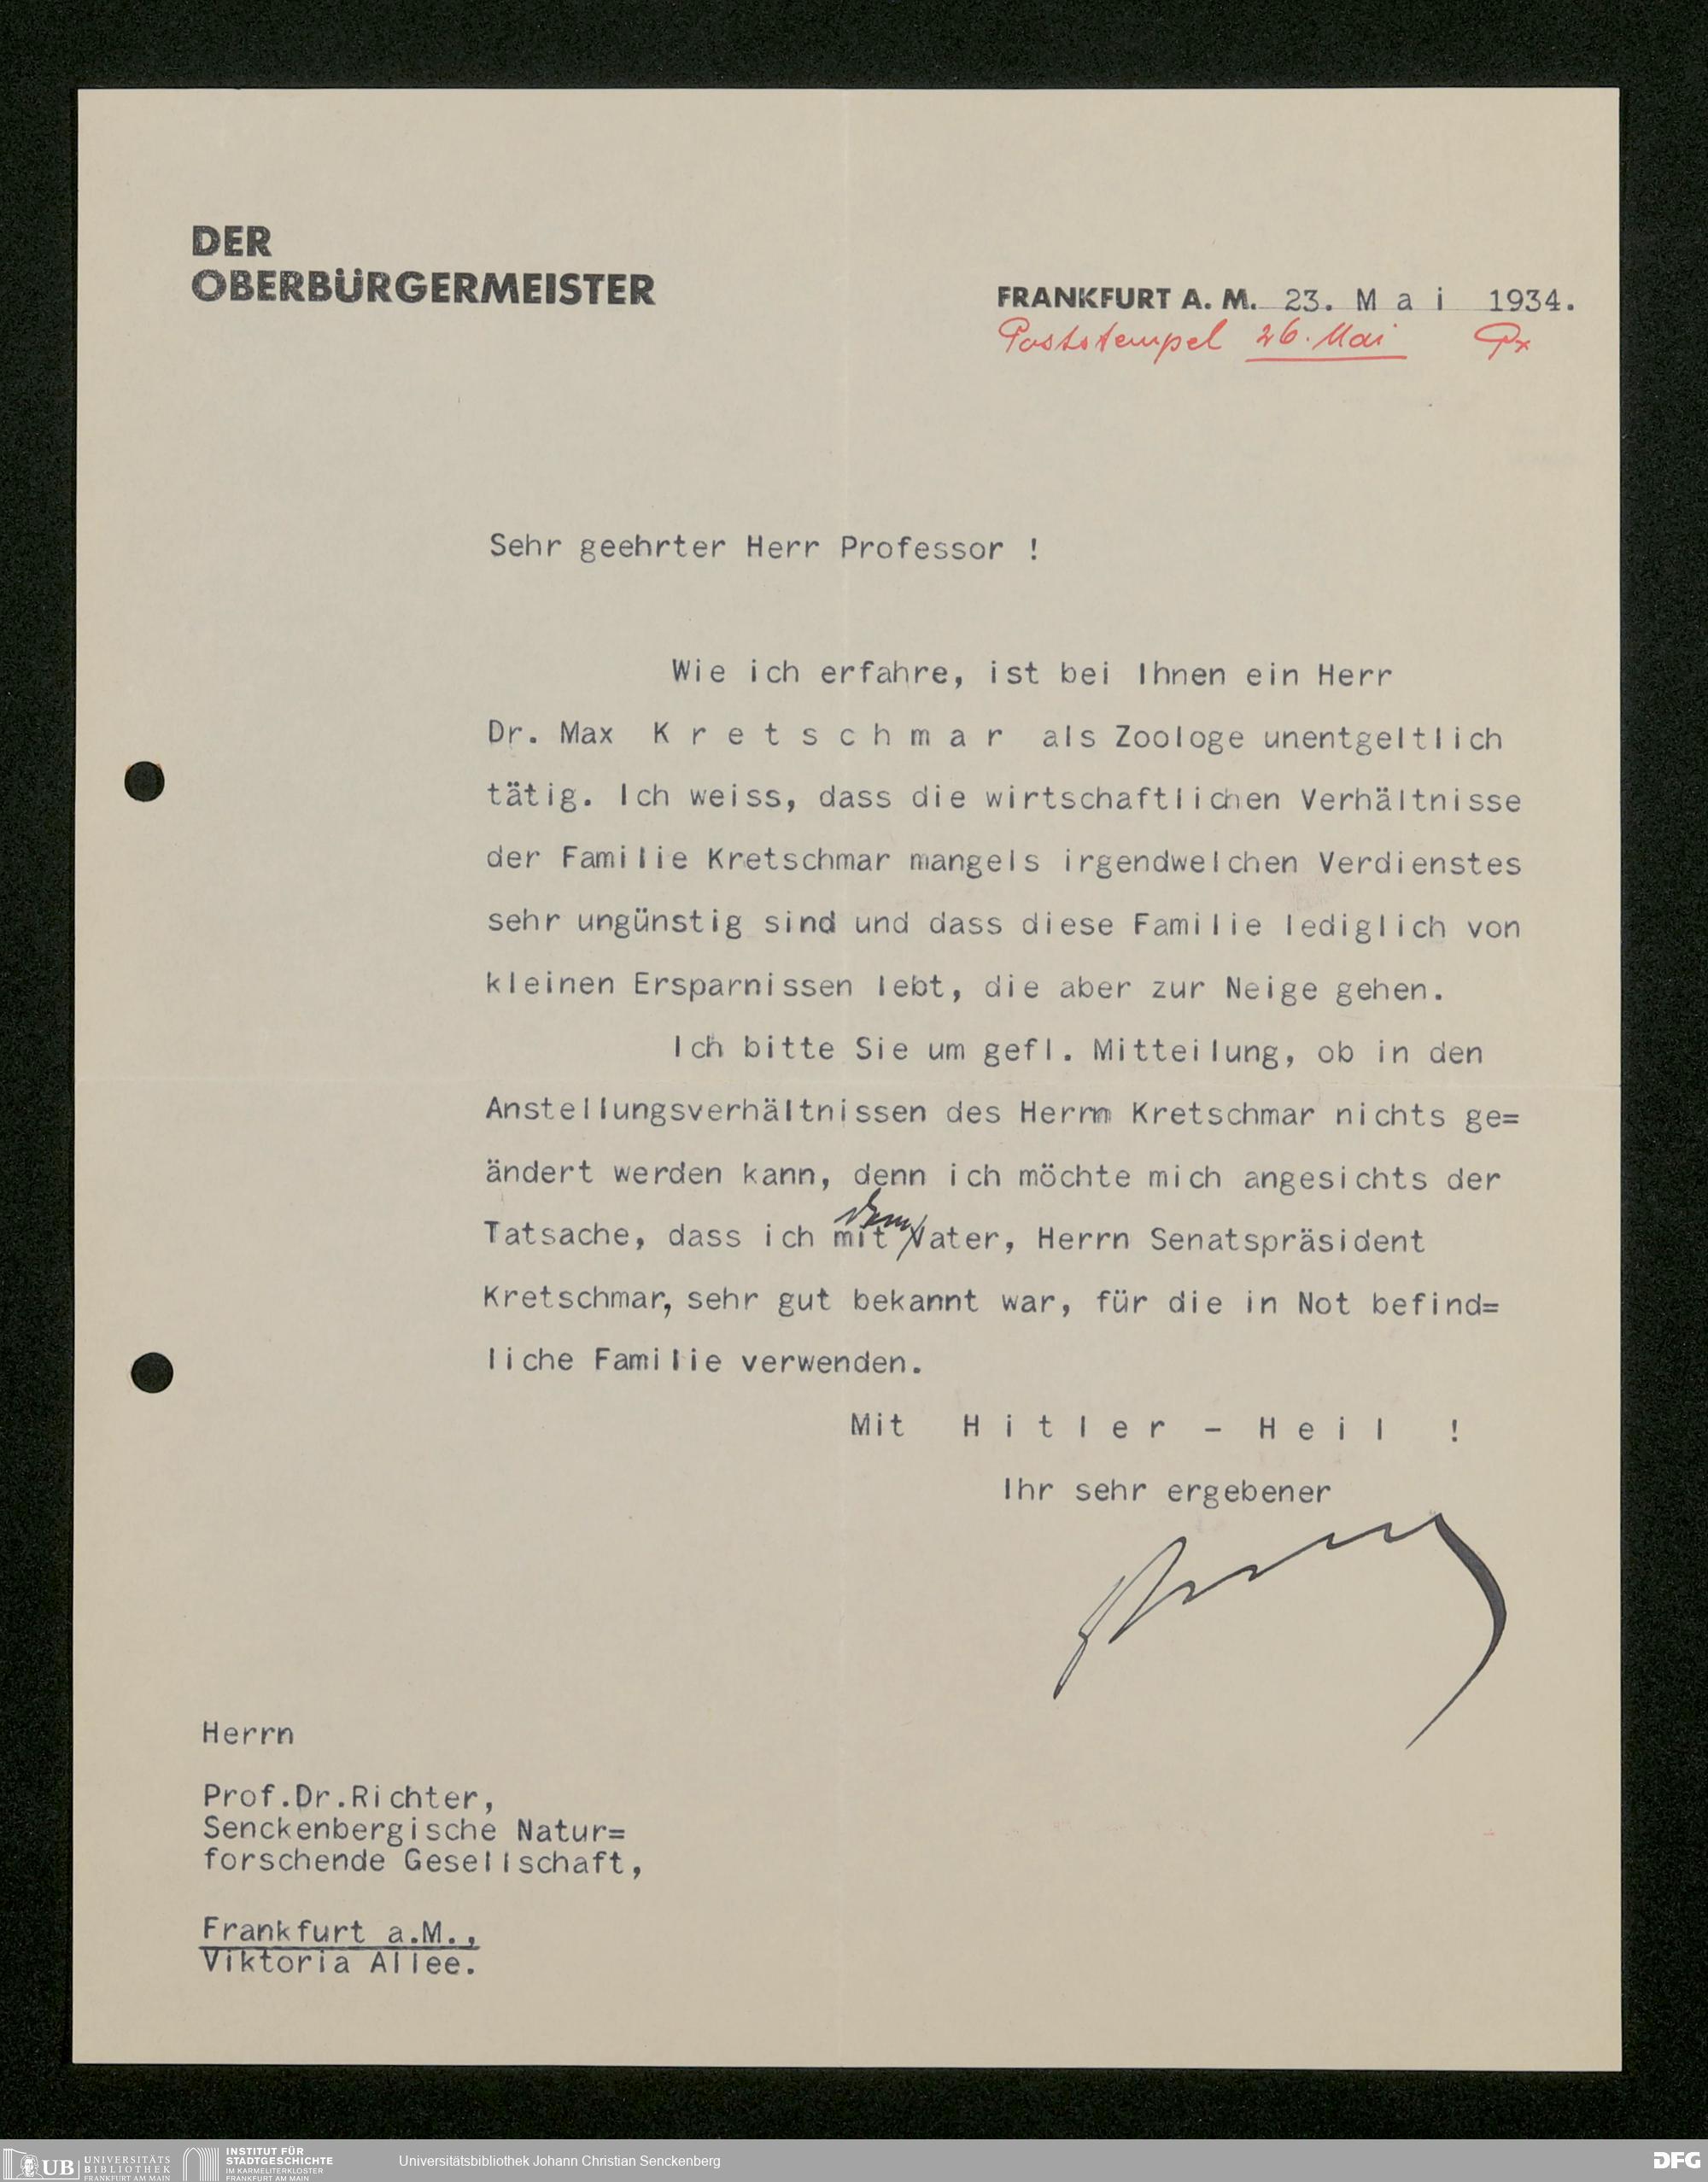 DER
OBERBÜRGERMEISTER
FRANKFURT A. M. 23. M a i 1934.
Poststempel 26. Mai
Sehr geehrter Herr Professor !
Wie ich erfahre, ist bei Ihnen ein Herr
Dr. Max K r e t s c h m a r als Zoologe unentgeltlich
tätig. Ich weiss, dass die wirtschaftlichen Verhältnisse
der Familie Kretschmar mangels irgendwelchen Verdienstes
sehr ungünstig sind und dass diese Familie lediglich von
kleinen Ersparnissen lebt, die aber zur Neige gehen.
Ich bitte Sie um gefl. Mitteilung, ob in den
Anstellungsverhältnissen des Herrn Kretschmar nichts ge=
ändert werden kann, denn ich möchte mich angesichts der
Tatsache, dass ich mit dem Vater, Herrn Senatspräsident
Kretschmar, sehr gut bekannt war, für die in Not befind=
liche Familie verwenden.
Mit H i t l e r - H e i l !
Ihr sehr ergebener
Herrn
Prof.Dr.Richter,
Senckenbergische Natur=
forschende Gesellschaft,
Frankfurt a.M.,
Viktoria Allee.
UB UNIVERSITÄTS
BIBLIOTHEK
FRANKFURT AM MAIN
INSTITUT FÜR
STADTGESCHICHTE
IM KARMELITERKLOSTER
FRANKFURT AM MAIN
Universitätsbibliothek Johann Christian Senckenberg
DFG